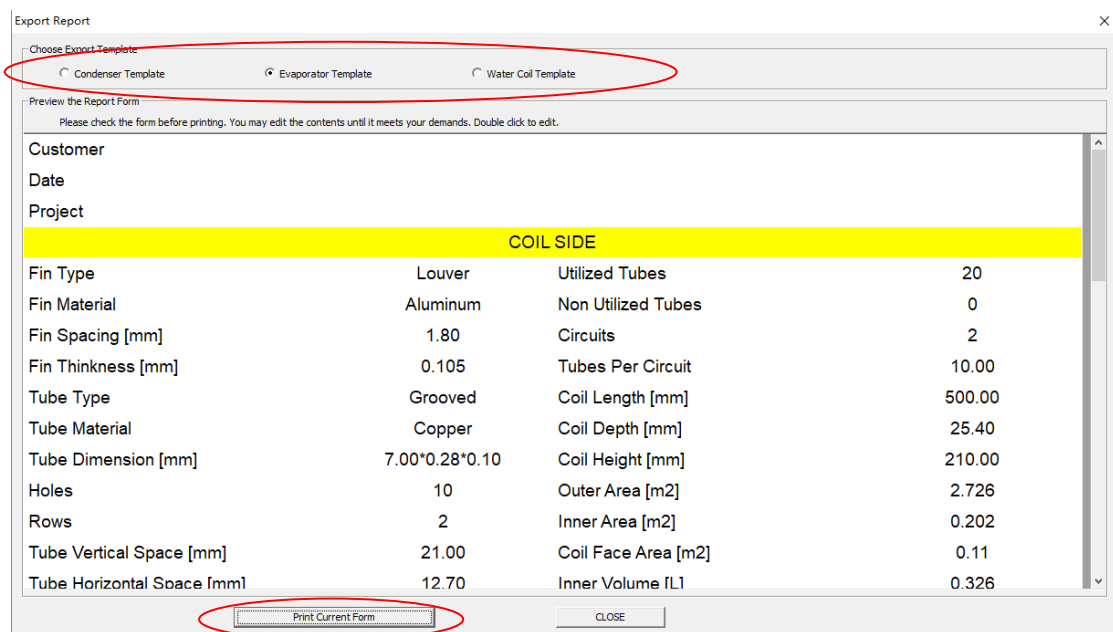 Export Report
Choose Export Template
Condenser Template Evaporator Template Water Coil Template
Preview the Report Form
Please check the form before printing. You may edit the contents until it meets your demands. Double click to edit.
Customer
Date
Project
COIL SIDE
Fin Type Louver Utilized Tubes 20
Fin Material Aluminum Non Utilized Tubes 0
Fin Spacing [mm] 1.80 Circuits 2
Fin Thinkness [mm] 0.105 Tubes Per Circuit 10.00
Tube Type Grooved Coil Length [mm] 500.00
Tube Material Copper Coil Depth [mm] 25.40
Tube Dimension [mm] 7.00*0.28*0.10 Coil Height [mm] 210.00
Holes 10 Outer Area [m2] 2.726
Rows 2 Inner Area [m2] 0.202
Tube Vertical Space [mm] 21.00 Coil Face Area [m2] 0.11
Tube Horizontal Space [mm] 12.70 Inner Volume [L] 0.326
Print Current Form CLOSE